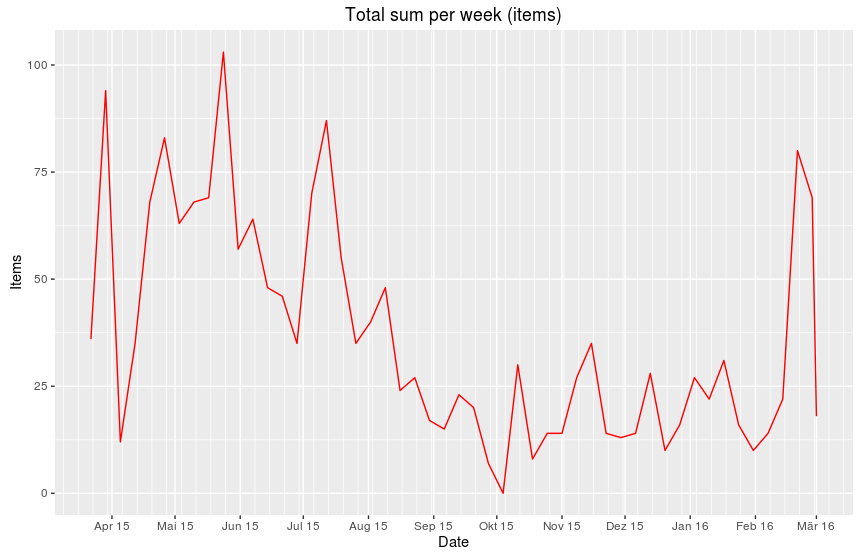 Total sum per week (items)
100
75
50
25
0
Items
Apr 15 Mai 15 Jun 15 Jul 15 Aug 15 Sep 15 Okt 15 Nov 15 Dez 15 Jan 16 Feb 16 Mär 16
Date